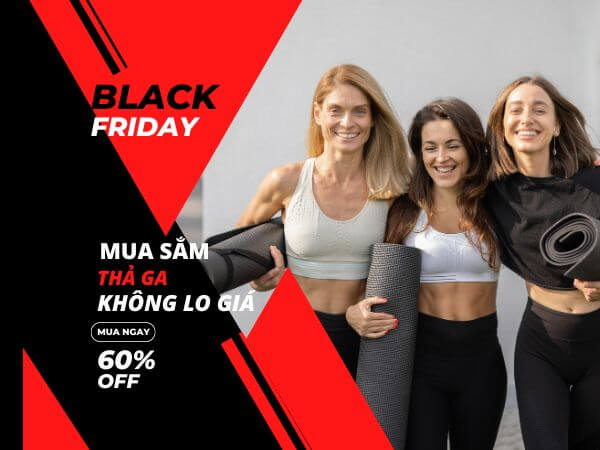 BLACK
FRIDAY
MUA SẮM
THẢ GA
KHÔNG LO GIÁ
MUA NGAY
60%
OFF